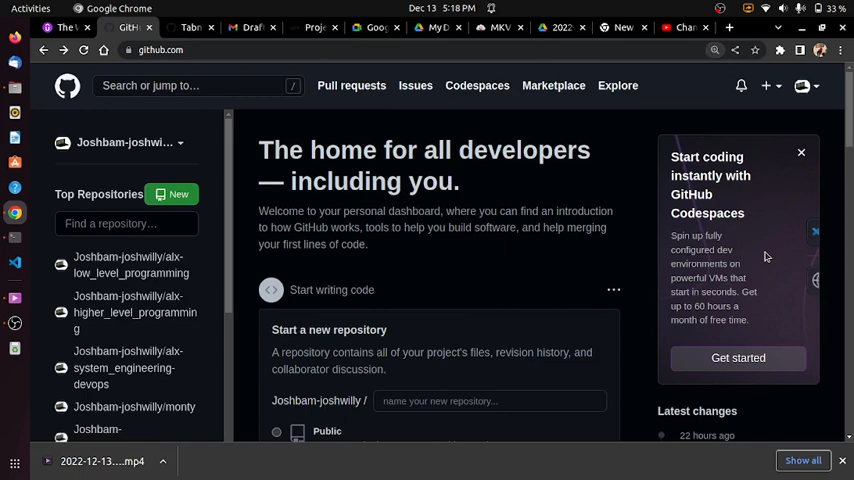 Activities
Google Chrome
Dec 13 5:18 PM
33 %
The W
GitHu
Tabn
Draft
Proje
Goog
My D
MKV
2022
New
Chan
github.com
Search or jump to…
/
Pull requests
Issues
Codespaces
Marketplace
Explore
Joshbam-joshwi...
Top Repositories
New
Find a repository…
Joshbam-joshwilly/alx-
low_level_programming
Joshbam-joshwilly/alx-
higher_level_programmin
g
Joshbam-joshwilly/alx-
system_engineering-
devops
Joshbam-joshwilly/monty
Joshbam-
The home for all developers
— including you.
Welcome to your personal dashboard, where you can find an introduction
to how GitHub works, tools to help you build software, and help merging
your first lines of code.
Start writing code
Start a new repository
A repository contains all of your project's files, revision history, and
collaborator discussion.
Joshbam-joshwilly /
name your new repository...
Public
Start coding
instantly with
GitHub
Codespaces
Spin up fully
configured dev
environments on
powerful VMs that
start in seconds. Get
up to 60 hours a
month of free time.
Get started
Latest changes
22 hours ago
2022-12-13....mp4
Show all